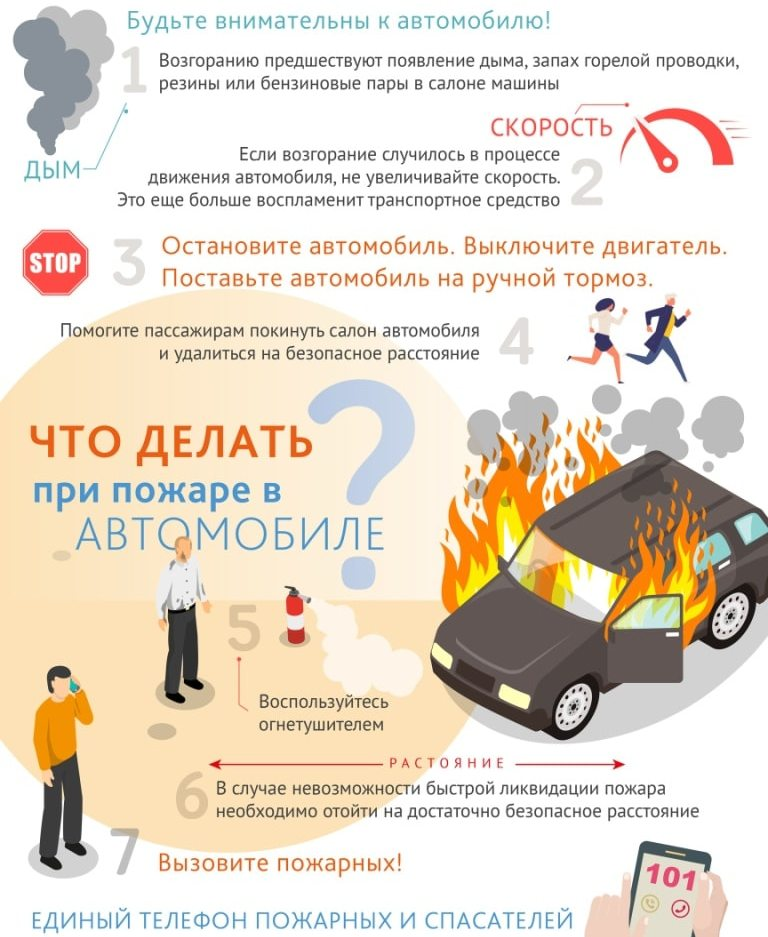 Будьте внимательны к автомобилю!
1
Возгоранию предшествуют появление дыма, запах горелой проводки,
резины или бензиновые пары в салоне машины
ДЫМ
СКОРОСТЬ
Если возгорание случилось в процессе
движения автомобиля, не увеличивайте скорость.
Это еще больше воспламенит транспортное средство
2
STOP
3
Остановите автомобиль. Выключите двигатель.
Поставьте автомобиль на ручной тормоз.
Помогите пассажирам покинуть салон автомобиля
и удалиться на безопасное расстояние
4
ЧТО ДЕЛАТЬ
при пожаре в
АВТОМОБИЛЕ
?
5
Воспользуйтесь
огнетушителем
РАСТОЯНИЕ
6
В случае невозможности быстрой ликвидации пожара
необходимо отойти на достаточно безопасное расстояние
7
Вызовите пожарных!
101
ЕДИНЫЙ ТЕЛЕФОН ПОЖАРНЫХ И СПАСАТЕЛЕЙ